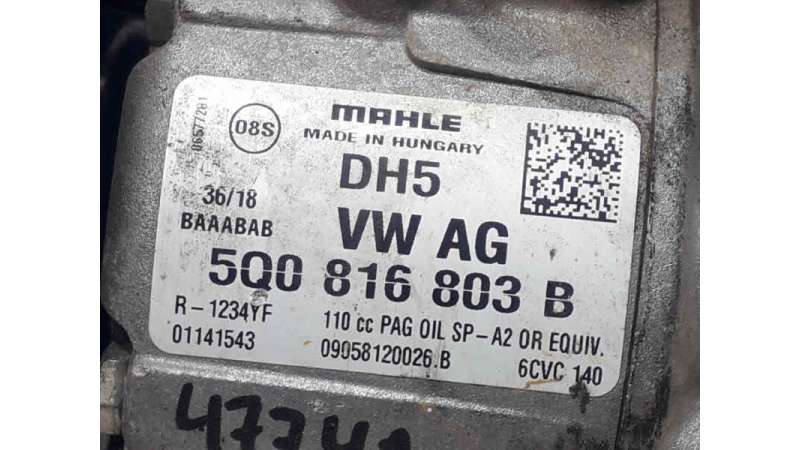 MAHLE
08S
MADE IN HUNGARY
06577281
DH5
36/18
BAAABAB
VW AG
5Q0 816 803 B
R-1234YF
110 cc PAG OIL SP-A2 OR EQUIV.
01141543
09058120026.B
6CVC 140